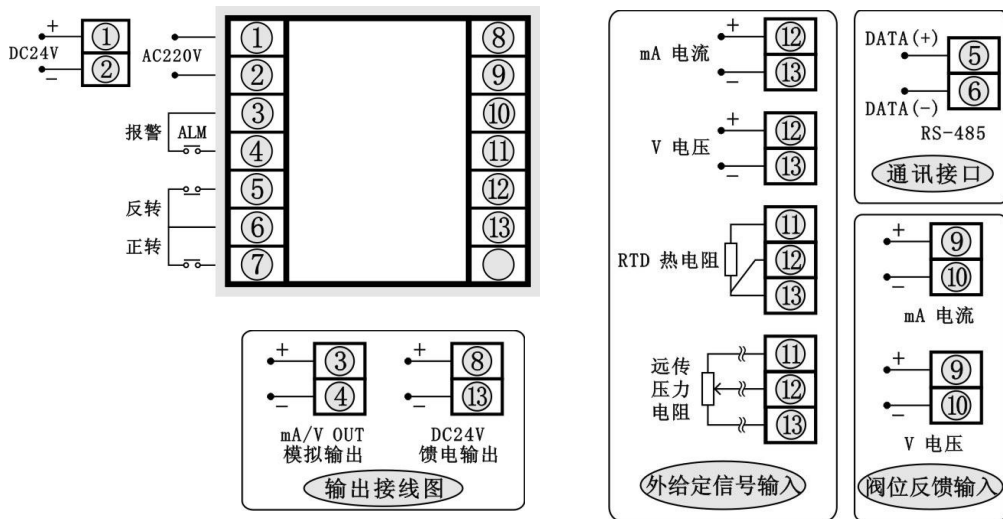 +
DC24V
−
①
②
AC220V
①
②
③
④
⑤
⑥
⑦
报警 ALM
反转
正转
⑧
⑨
⑩
⑪
⑫
⑬
+
−
③
④
mA/V OUT
模拟输出
+
−
⑧
⑬
DC24V
馈电输出
输出接线图
mA 电流
+
−
⑫
⑬
V 电压
+
−
⑫
⑬
RTD 热电阻
⑪
⑫
⑬
远传
压力
电阻
⑪
⑫
⑬
外给定信号输入
DATA(+)
⑤
⑥
DATA(−)
RS-485
通讯接口
+
−
⑨
⑩
mA 电流
+
−
⑨
⑩
V 电压
阀位反馈输入